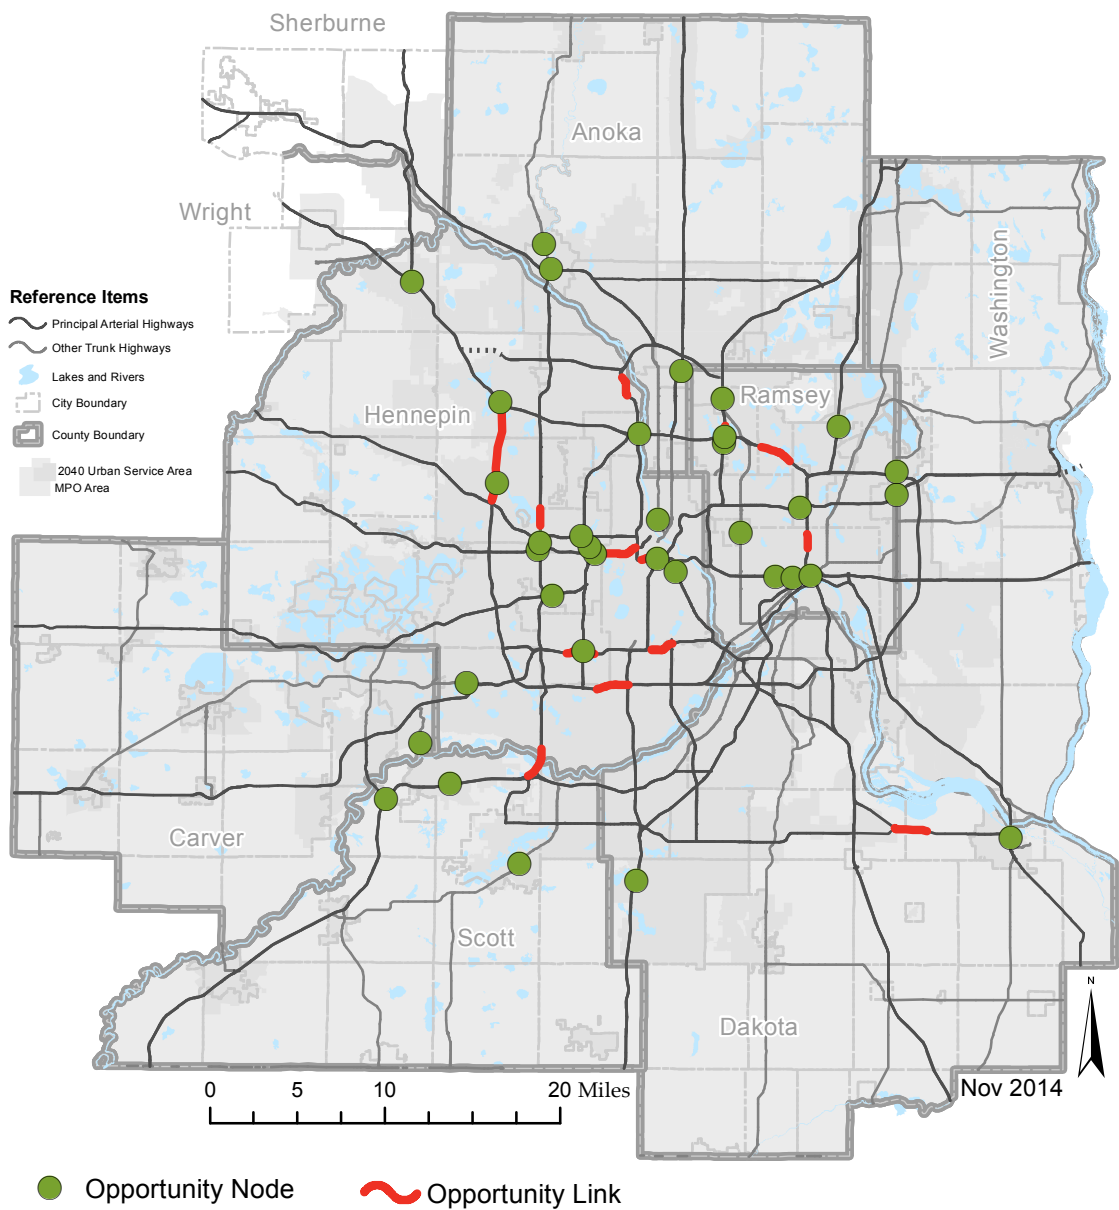 Sherburne
Anoka
Wright
Washington
Reference Items
Principal Arterial Highways
Other Trunk Highways
Lakes and Rivers
City Boundary
County Boundary
2040 Urban Service Area
MPO Area
Hennepin
Ramsey
Carver
Scott
Dakota
N
Nov 2014
0 5 10 20 Miles
Opportunity Node
Opportunity Link